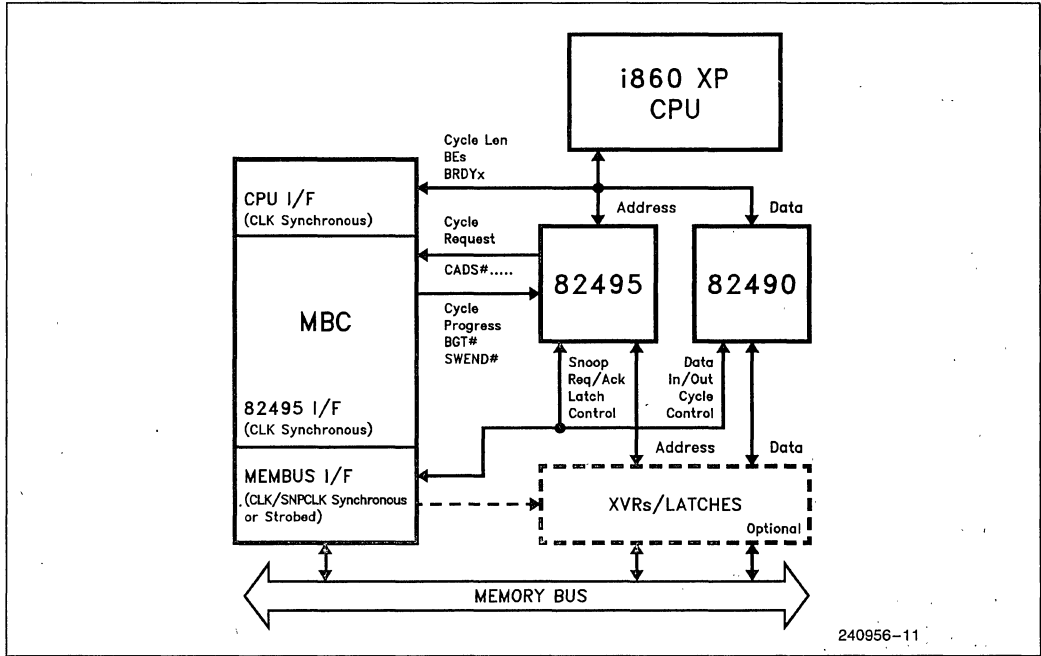 i860 XP
CPU
Cycle Len
BEs
BRDYx
CPU I/F
(CLK Synchronous)
Address
Data
Cycle
Request
CADS#.....
82495
82490
MBC
Cycle
Progress
BGT#
SWEND#
Snoop
Req/Ack
Latch
Control
Data
In/Out
Cycle
Control
82495 I/F
(CLK Synchronous)
Address
Data
MEMBUS I/F
(CLK/SNPCLK Synchronous
or Strobed)
XVRs/LATCHES
Optional
MEMORY BUS
240956-11